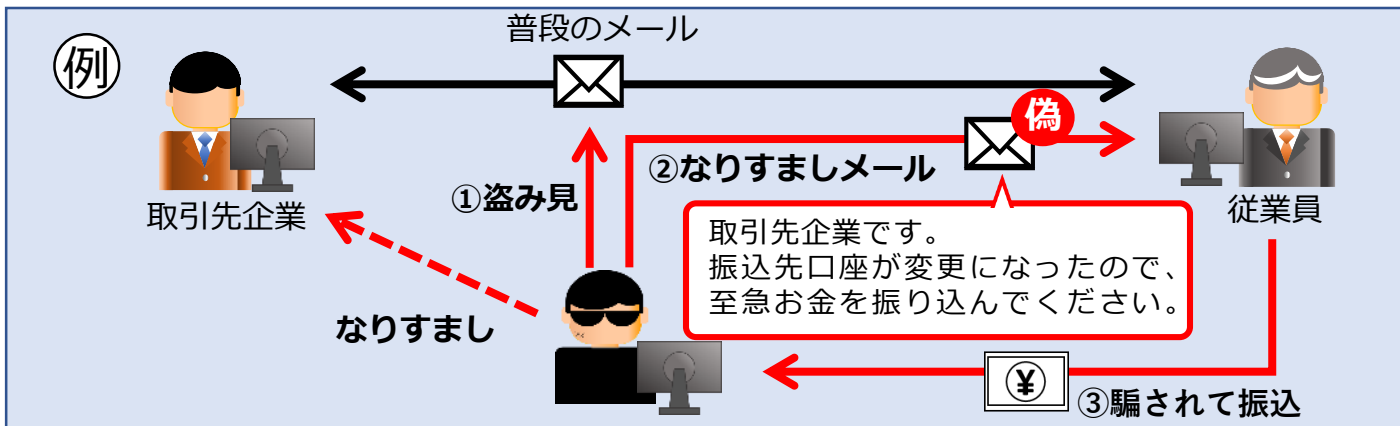 例
普段のメール
偽
②なりすましメール
①盗み見
取引先企業
従業員
取引先企業です。
振込先口座が変更になったので、
至急お金を振り込んでください。
なりすまし
¥
③騙されて振込